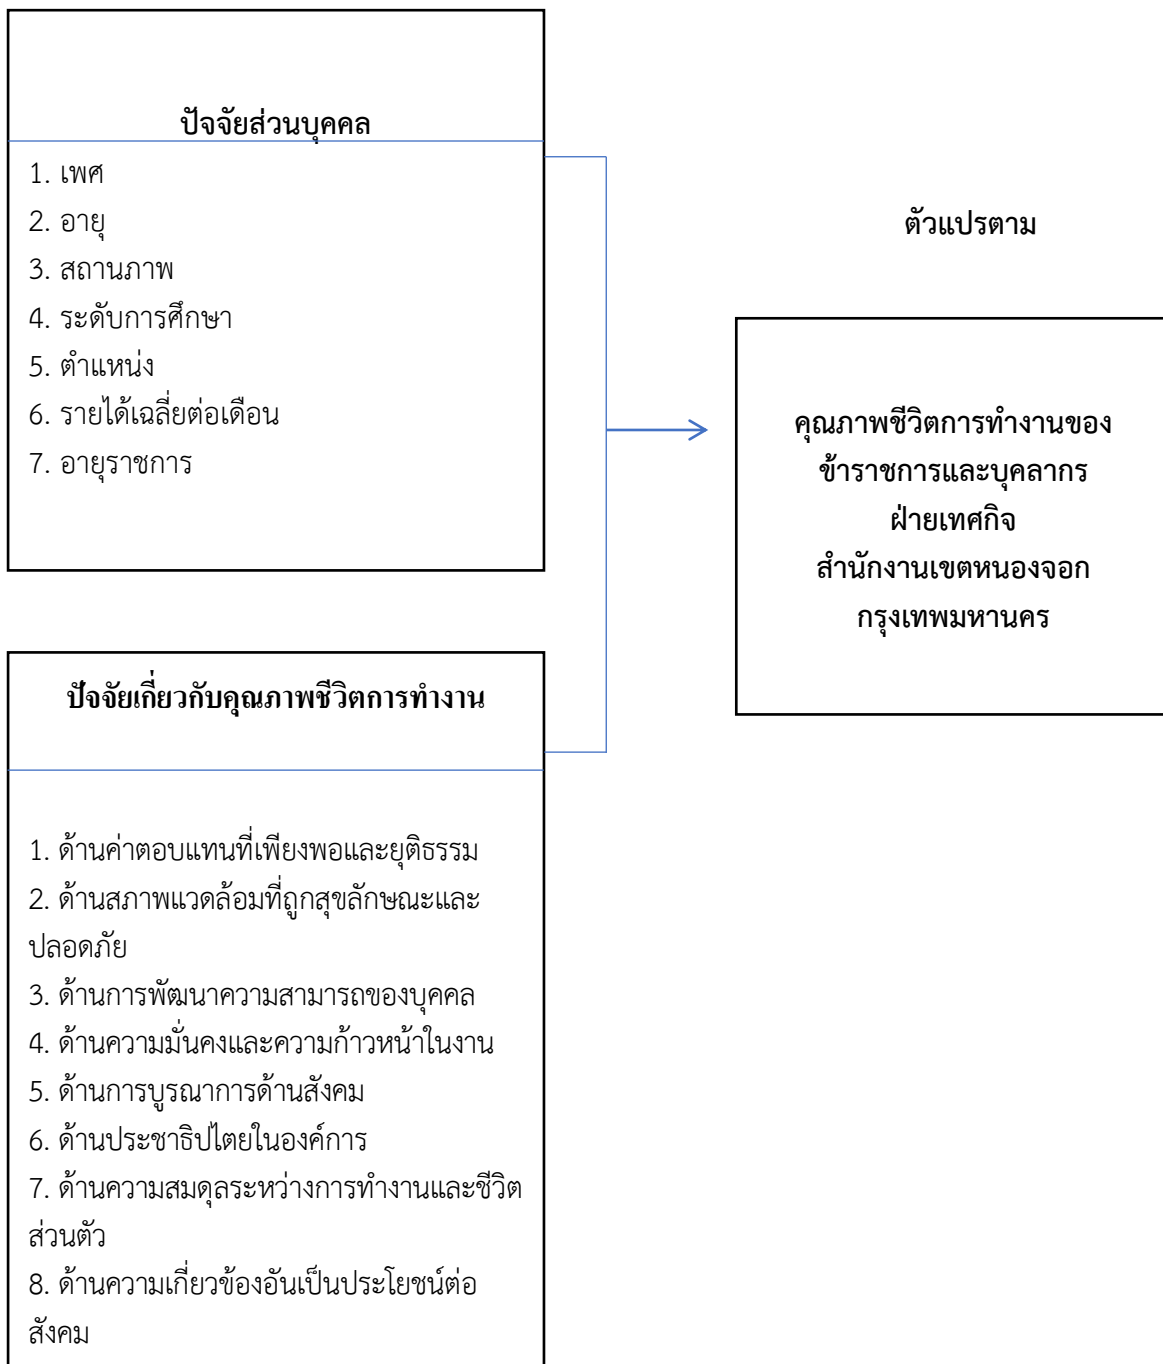 ปัจจัยส่วนบุคคล
1. เพศ
2. อายุ
3. สถานภาพ
4. ระดับการศึกษา
5. ตำแหน่ง
6. รายได้เฉลี่ยต่อเดือน
7. อายุราชการ
ตัวแปรตาม
คุณภาพชีวิตการทำงานของ
ข้าราชการและบุคลากร
ฝ่ายเทศกิจ
สำนักงานเขตหนองจอก
กรุงเทพมหานคร
ปัจจัยเกี่ยวกับคุณภาพชีวิตการทำงาน
1. ด้านค่าตอบแทนที่เพียงพอและยุติธรรม
2. ด้านสภาพแวดล้อมที่ถูกสุขลักษณะและ
ปลอดภัย
3. ด้านการพัฒนาความสามารถของบุคคล
4. ด้านความมั่นคงและความก้าวหน้าในงาน
5. ด้านการบูรณาการด้านสังคม
6. ด้านประชาธิปไตยในองค์การ
7. ด้านความสมดุลระหว่างการทำงานและชีวิต
ส่วนตัว
8. ด้านความเกี่ยวข้องอันเป็นประโยชน์ต่อ
สังคม